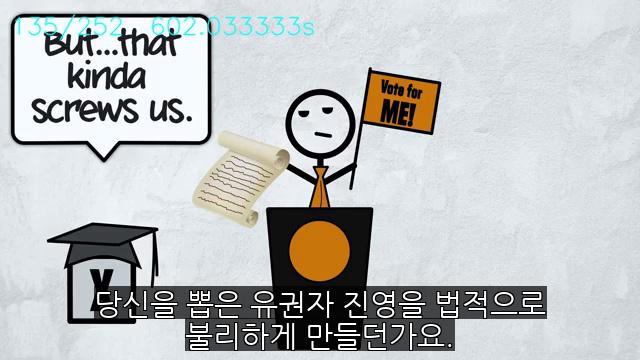 135/252 602.033333s
But...that
kinda
screws us.
Vote for
ME!
Y
당신을 뽑은 유권자 진영을 법적으로
불리하게 만들던가요.